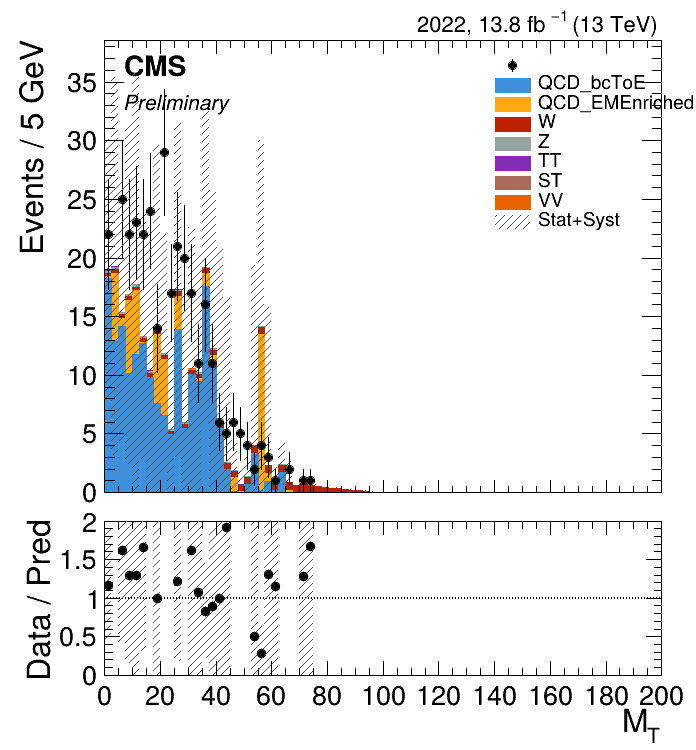 2022, 13.8 fb⁻¹ (13 TeV)
CMS
Preliminary
QCD_bcToE
QCD_EMEnriched
W
Z
TT
ST
VV
Stat+Syst
Events / 5 GeV
35
30
25
20
15
10
5
0
Data / Pred
2
1.5
1
0.5
0
0 20 40 60 80 100 120 140 160 180 200
M_T